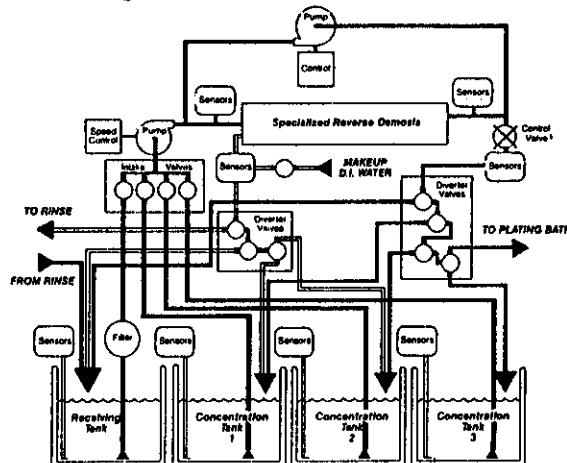 Pump
Control
Sensors
Sensors
Specialized Reverse Osmosis
Speed
Control
Pump
Control
Valve
Intake Valves
Sensors
MAKEUP
D.I. WATER
Sensors
Diverter
Valves
TO RINSE
Diverter
Valves
TO PLATING BATH
FROM RINSE
Sensors
Filter
Sensors
Sensors
Sensors
Receiving
Tank
Concentration
Tank
1
Concentration
Tank
2
Concentration
Tank
3